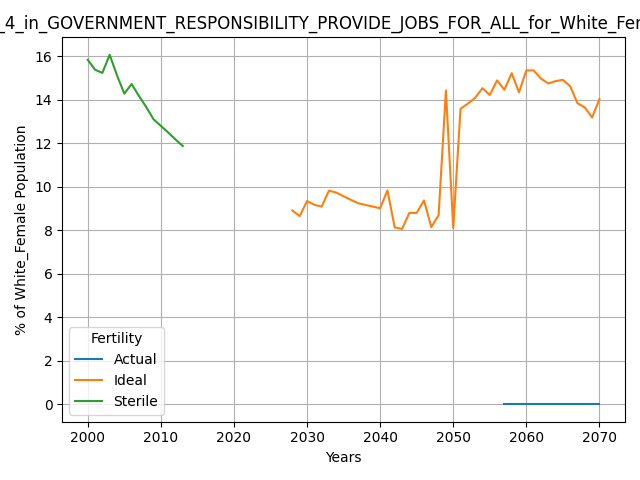 _4_in_GOVERNMENT_RESPONSIBILITY_PROVIDE_JOBS_FOR_ALL_for_White_Fem
% of White_Female Population
16
14
12
10
8
6
4
2
0
Fertility
Actual
Ideal
Sterile
2000 2010 2020 2030 2040 2050 2060 2070
Years